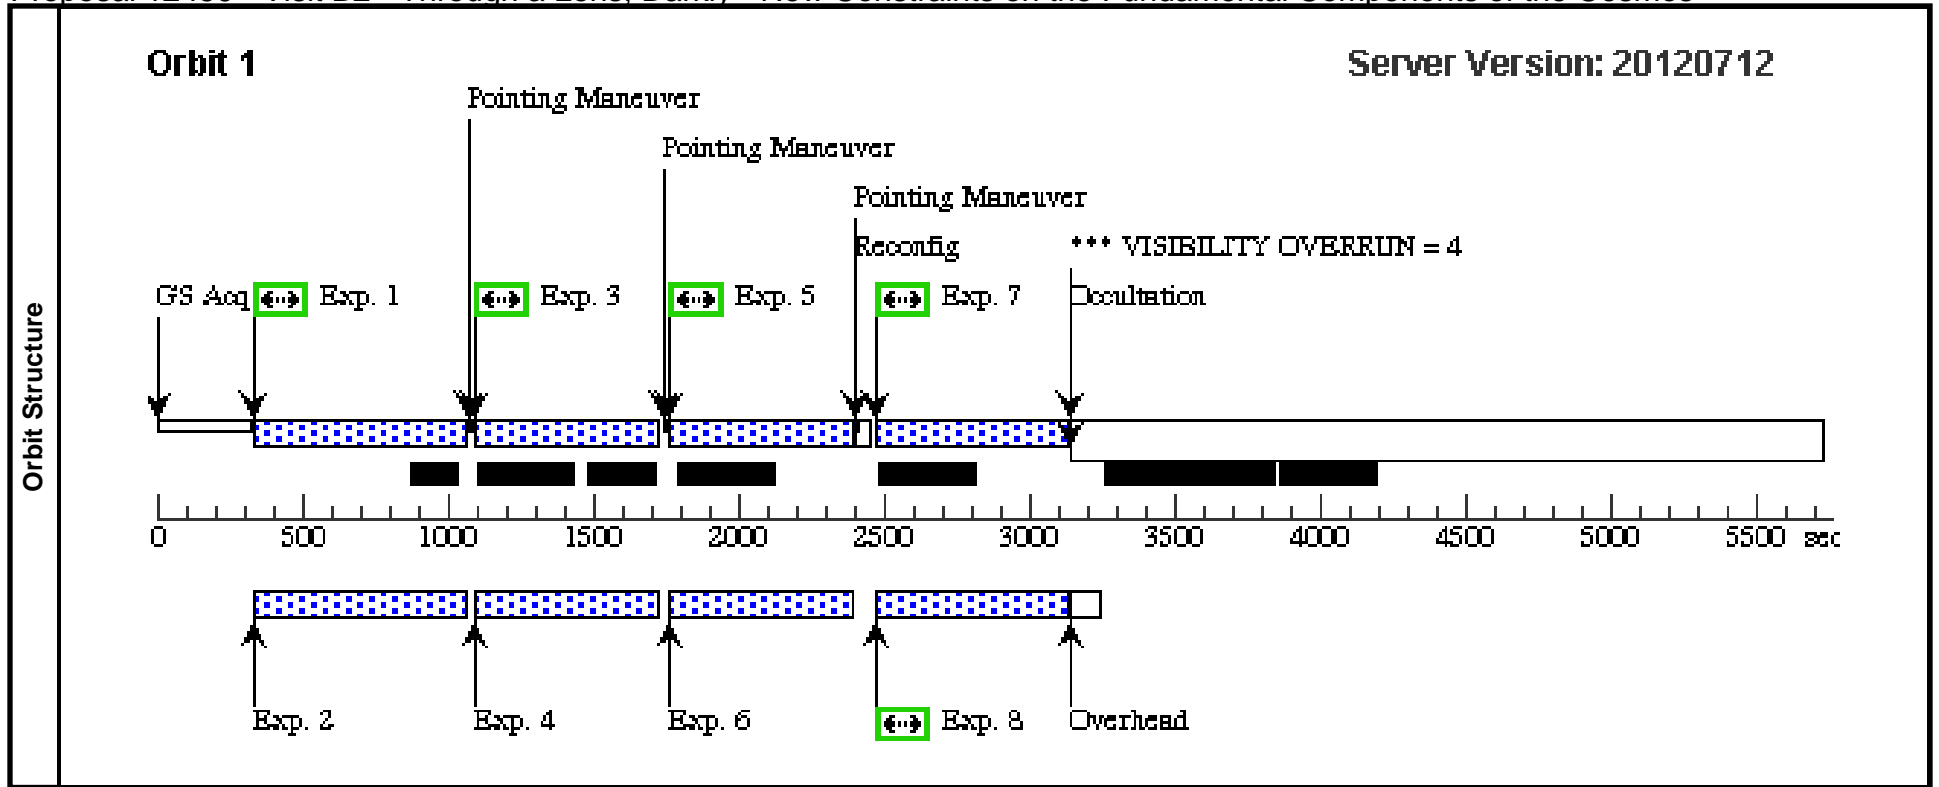 Orbit Structure
Orbit 1
Server Version: 20120712
Pointing Maneuver
Pointing Maneuver
Pointing Maneuver
Reconfig
*** VISIBILITY OVERRUN = 4
GS Acq
Exp. 1
Exp. 3
Exp. 5
Exp. 7
Occultation
0 500 1000 1500 2000 2500 3000 3500 4000 4500 5000 5500 sec
Exp. 2
Exp. 4
Exp. 6
Exp. 8
Overhead